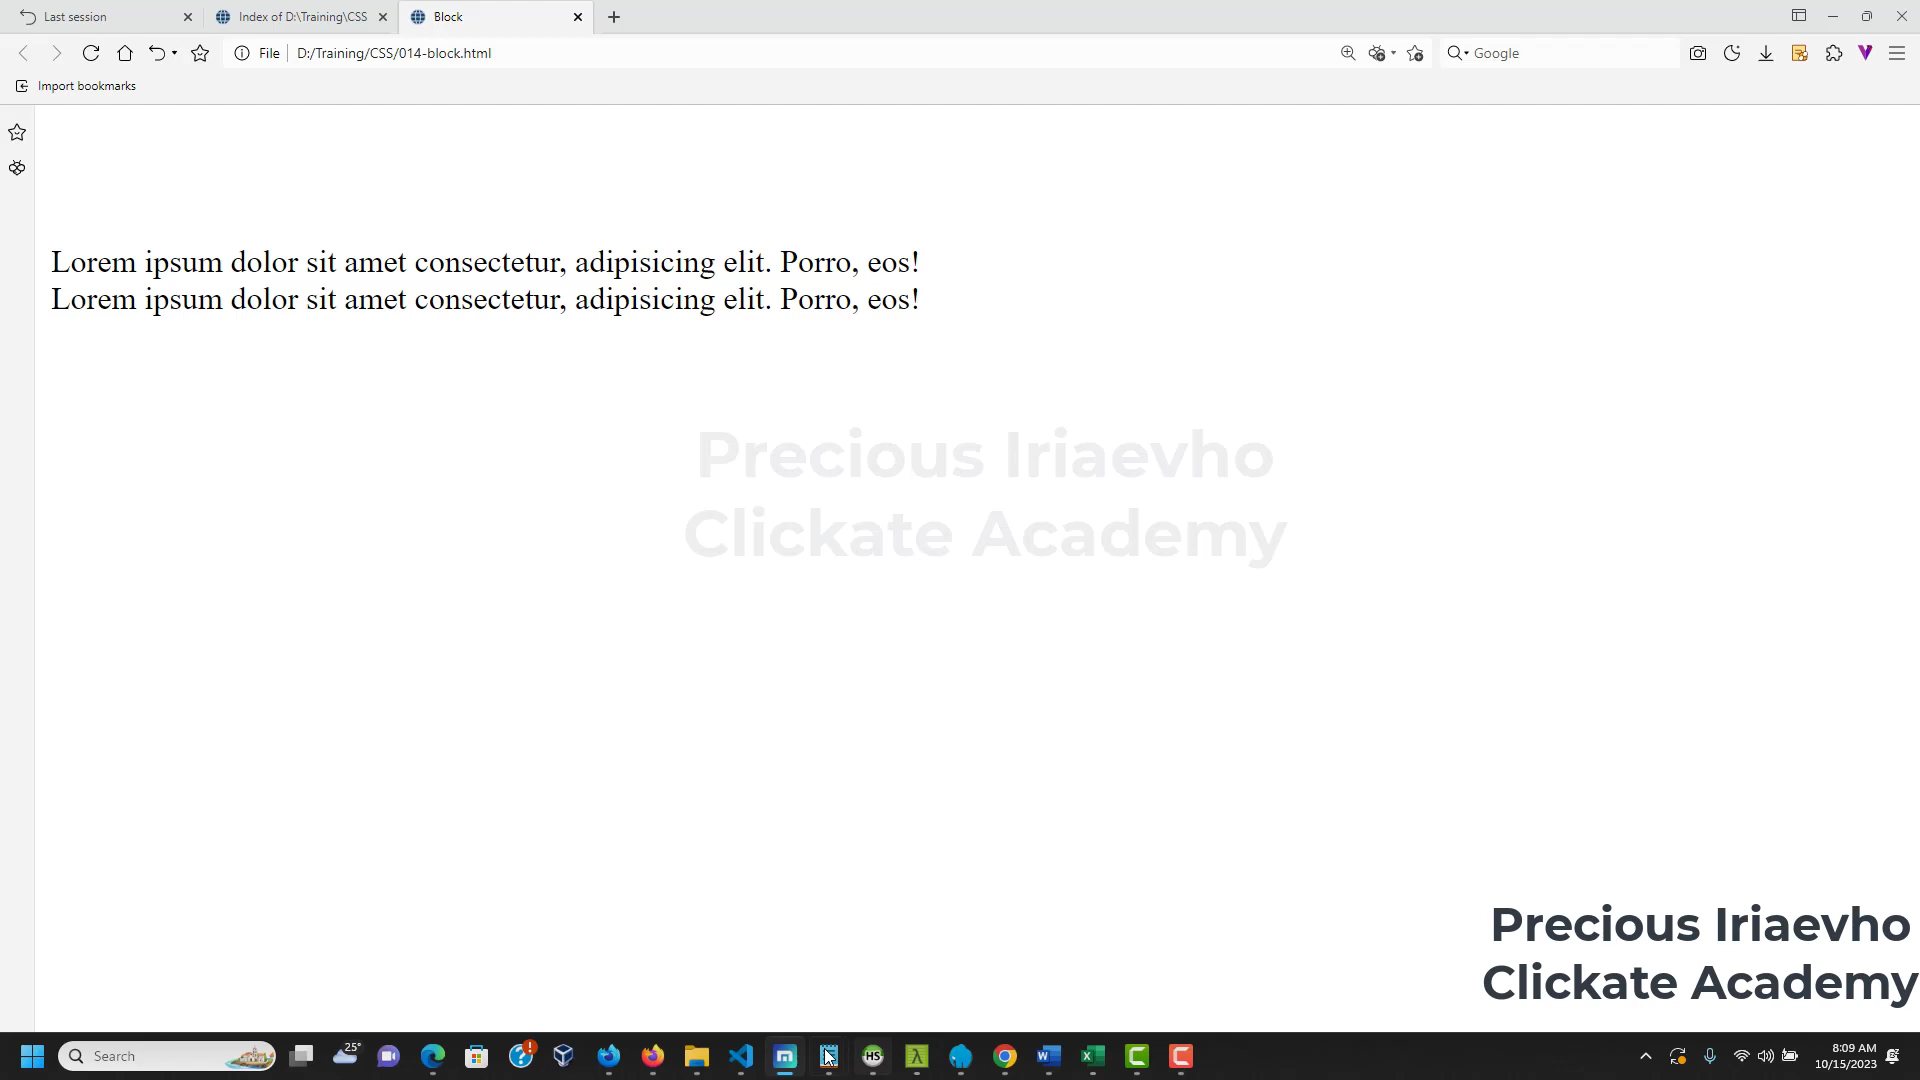 Last session
Index of D:\Training\CSS
Block
File
D:/Training/CSS/014-block.html
Google
Import bookmarks
Lorem ipsum dolor sit amet consectetur, adipisicing elit. Porro, eos!
Lorem ipsum dolor sit amet consectetur, adipisicing elit. Porro, eos!
Precious Iriaevho
Clickate Academy
Precious Iriaevho
Clickate Academy
Search
25°
HS
8:09 AM
10/15/2023